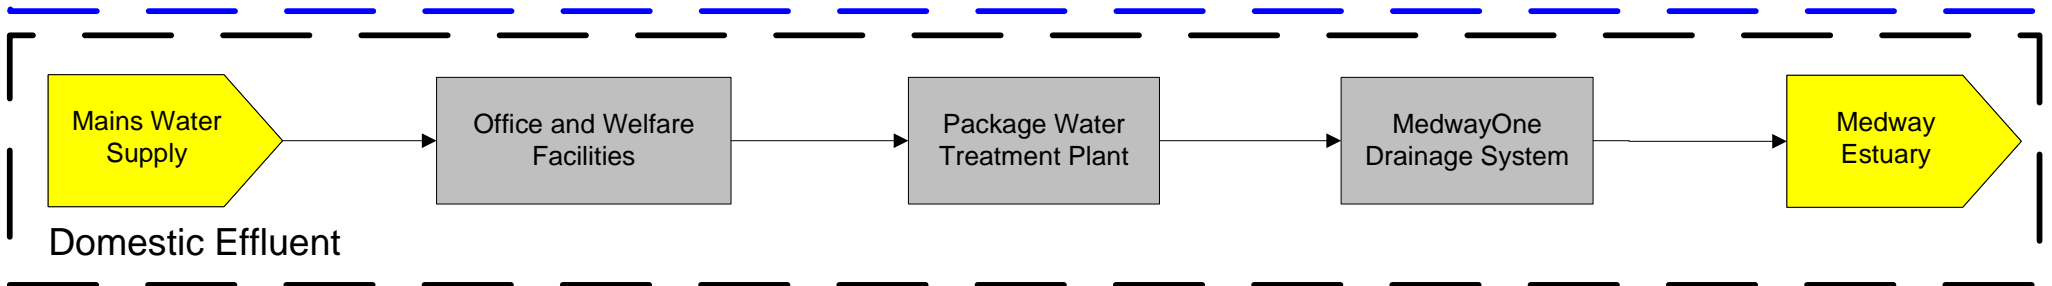 Mains Water
Supply
Office and Welfare
Facilities
Package Water
Treatment Plant
MedwayOne
Drainage System
Medway
Estuary
Domestic Effluent